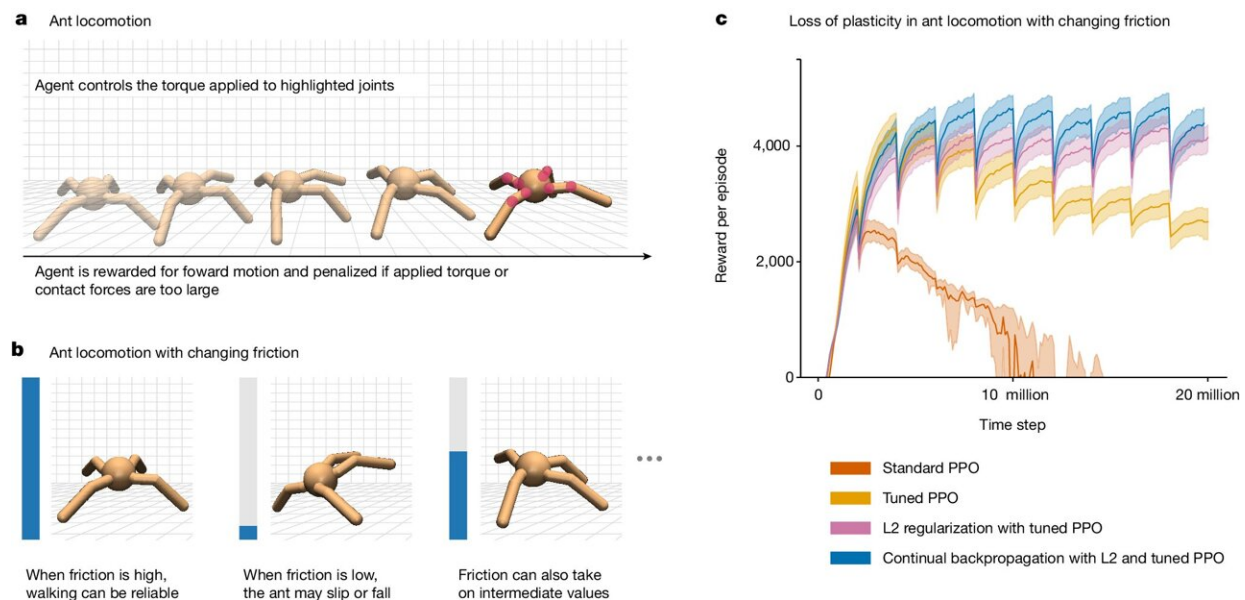 a Ant locomotion
Agent controls the torque applied to highlighted joints
Agent is rewarded for foward motion and penalized if applied torque or
contact forces are too large
b Ant locomotion with changing friction
When friction is high,
walking can be reliable
When friction is low,
the ant may slip or fall
Friction can also take
on intermediate values
c Loss of plasticity in ant locomotion with changing friction
Reward per episode
4,000
2,000
0
0 10 million 20 million
Time step
Standard PPO
Tuned PPO
L2 regularization with tuned PPO
Continual backpropagation with L2 and tuned PPO